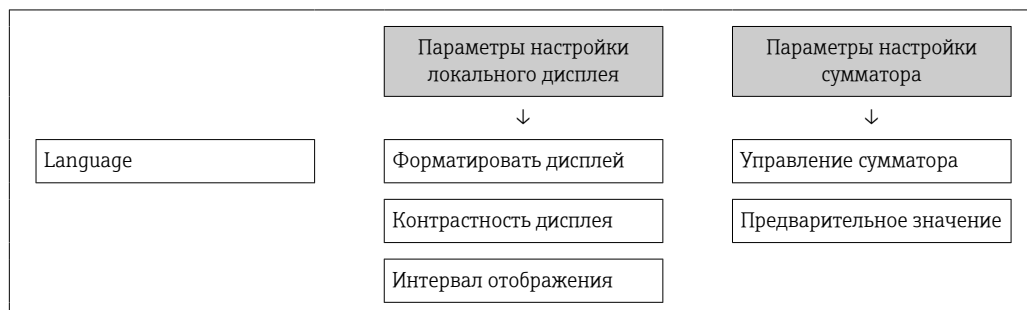 Параметры настройки
локального дисплея
Параметры настройки
сумматора
↓
↓
Language
Форматировать дисплей
Управление сумматора
Контрастность дисплея
Предварительное значение
Интервал отображения